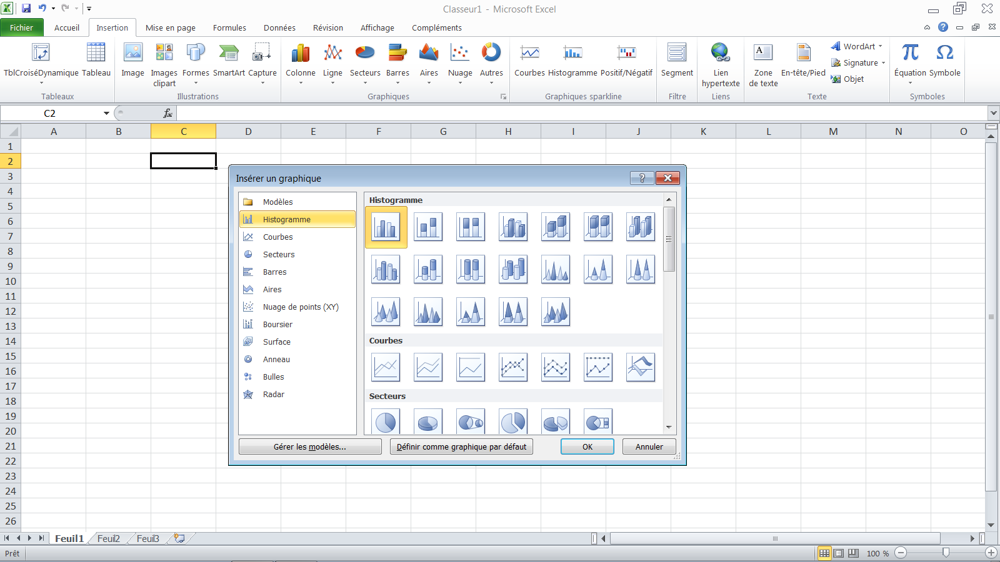 Classeur1 - Microsoft Excel
Fichier Accueil Insertion Mise en page Formules Données Révision Affichage Compléments
TblCroiséDynamique Tableau Image Images clipart Formes SmartArt Capture Colonne Ligne Secteurs Barres Aires Nuage Autres Courbes Histogramme Positif/Négatif Segment Lien hypertexte Zone de texte En-tête/Pied WordArt Signature Objet Équation Symbole
Tableaux Illustrations Graphiques Graphiques sparkline Filtre Liens Texte Symboles
C2 fx
A B C D E F G H I J K L M N O
1
2
3
4
5
6
7
8
9
10
11
12
13
14
15
16
17
18
19
20
21
22
23
24
25
26
Insérer un graphique
Modèles
Histogramme
Courbes
Secteurs
Barres
Aires
Nuage de points (XY)
Boursier
Surface
Anneau
Bulles
Radar
Histogramme
Courbes
Secteurs
Gérer les modèles... Définir comme graphique par défaut OK Annuler
Feuil1 Feuil2 Feuil3
Prêt 100 %